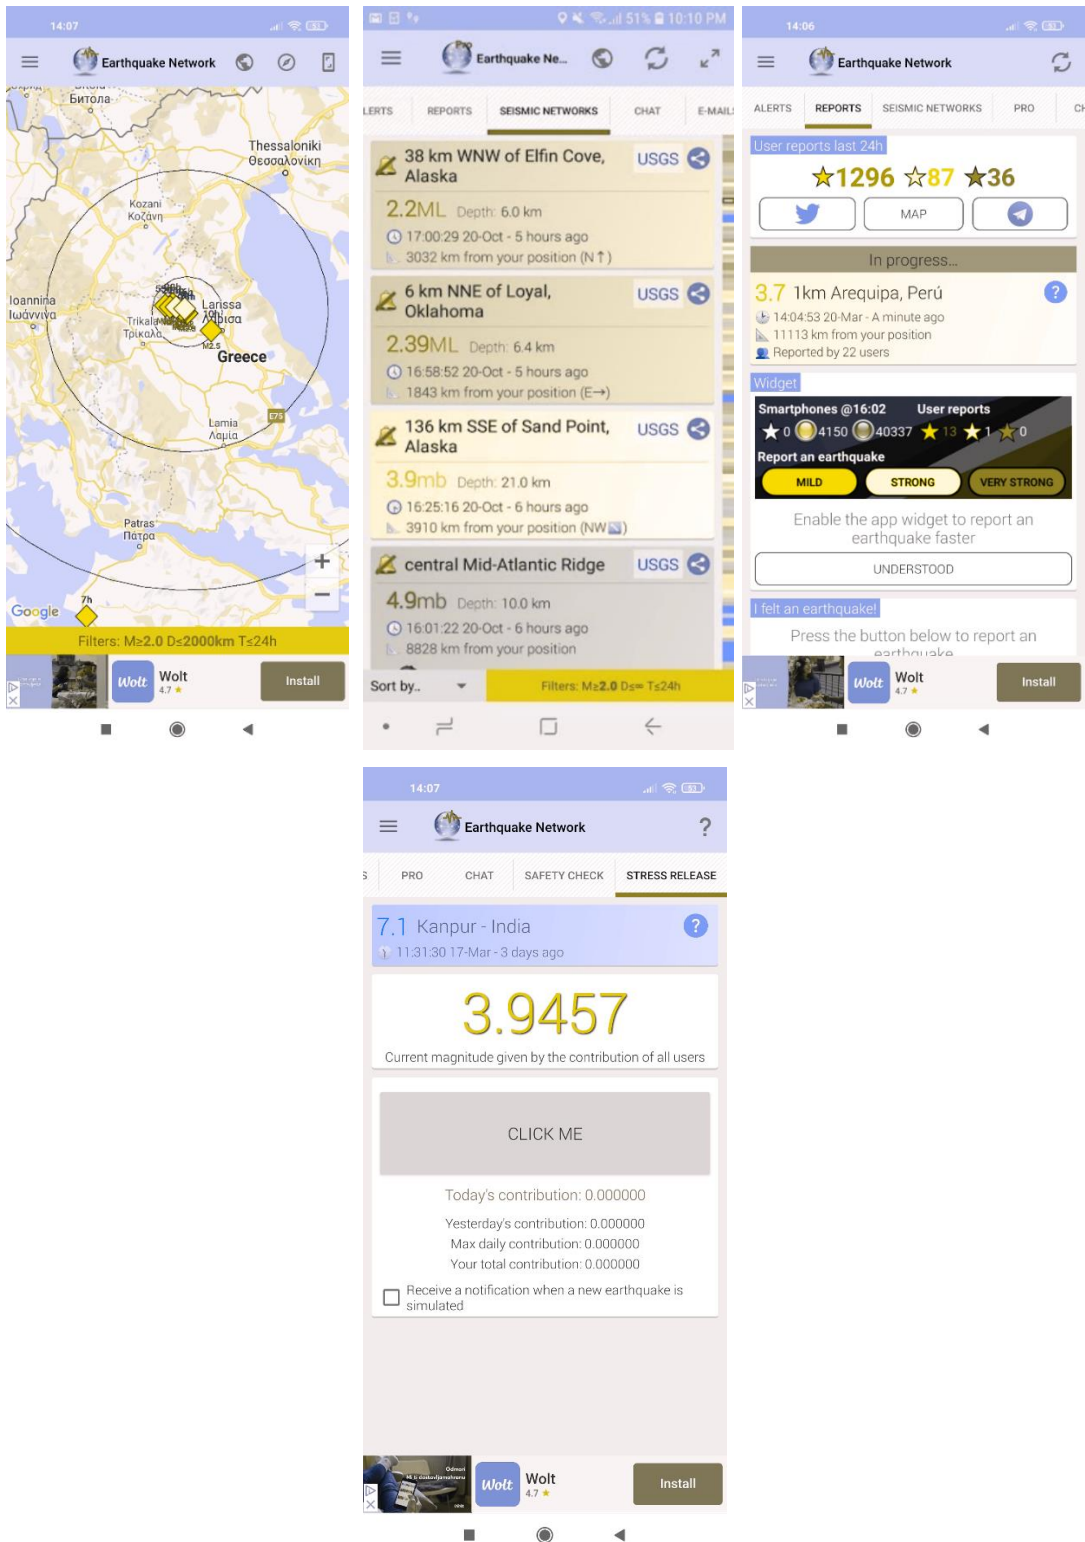 14:07
Earthquake Network
Битола
Thessaloniki
Θεσσαλονίκη
Kozani
Κοζάνη
Ioannina
Ιωάννινα
Larissa
Λάρισα
Trikala
Τρίκαλα
M2.5
Greece
E75
Lamia
Λαμία
Patras
Πάτρα
+
−
7h
Google
Filters: M≥2.0 D≤2000km T≤24h
Wolt
Wolt
4.7 ★
Install
51% 10:10 PM
Earthquake Ne...
PRO
LERTS REPORTS SEISMIC NETWORKS CHAT E-MAIL
38 km WNW of Elfin Cove, Alaska
USGS
2.2ML Depth: 6.0 km
17:00:29 20-Oct - 5 hours ago
3032 km from your position (N↑)
6 km NNE of Loyal, Oklahoma
USGS
2.39ML Depth: 6.4 km
16:58:52 20-Oct - 5 hours ago
1843 km from your position (E→)
136 km SSE of Sand Point, Alaska
USGS
3.9mb Depth: 21.0 km
16:25:16 20-Oct - 6 hours ago
3910 km from your position (NW)
central Mid-Atlantic Ridge
USGS
4.9mb Depth: 10.0 km
16:01:22 20-Oct - 6 hours ago
8828 km from your position
Sort by..
Filters: M≥2.0 D≤∞ T≤24h
14:06
Earthquake Network
ALERTS REPORTS SEISMIC NETWORKS PRO CH
User reports last 24h
1296 87 36
MAP
In progress...
3.7 1km Arequipa, Perú
?
14:04:53 20-Mar - A minute ago
11113 km from your position
Reported by 22 users
Widget
Smartphones @16:02 User reports
0 4150 40337 13 1 0
Report an earthquake
MILD STRONG VERY STRONG
Enable the app widget to report an
earthquake faster
UNDERSTOOD
I felt an earthquake!
Press the button below to report an
earthquake
Wolt
Wolt
4.7 ★
Install
14:07
Earthquake Network
?
S PRO CHAT SAFETY CHECK STRESS RELEASE
7.1 Kanpur - India
?
11:31:30 17-Mar - 3 days ago
3.9457
Current magnitude given by the contribution of all users
CLICK ME
Today's contribution: 0.000000
Yesterday's contribution: 0.000000
Max daily contribution: 0.000000
Your total contribution: 0.000000
Receive a notification when a new earthquake is
simulated
Odmori
Wolt
Wolt
4.7 ★
Install